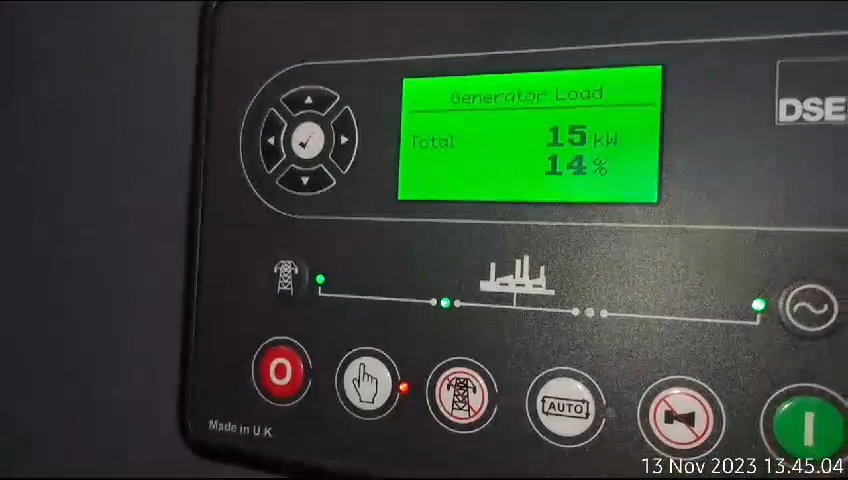 Generator Load
Total 15 kW
14 %
DSE
O
AUTO
I
Made in U.K.
13 Nov 2023 13.45.04